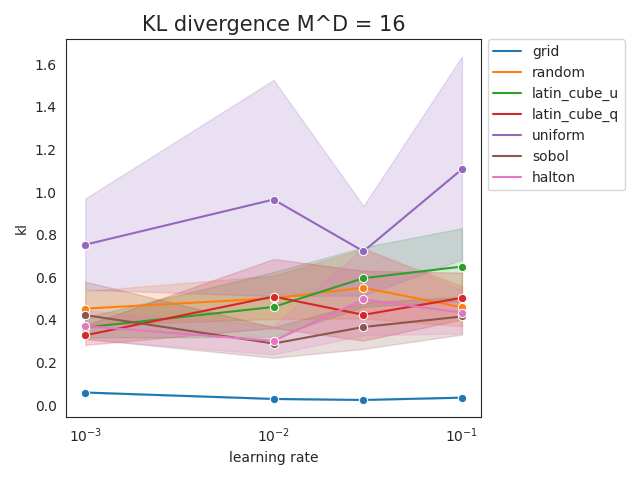 KL divergence M^D = 16
kl
1.6
1.4
1.2
1.0
0.8
0.6
0.4
0.2
0.0
10⁻³
10⁻²
10⁻¹
learning rate
grid
random
latin_cube_u
latin_cube_q
uniform
sobol
halton